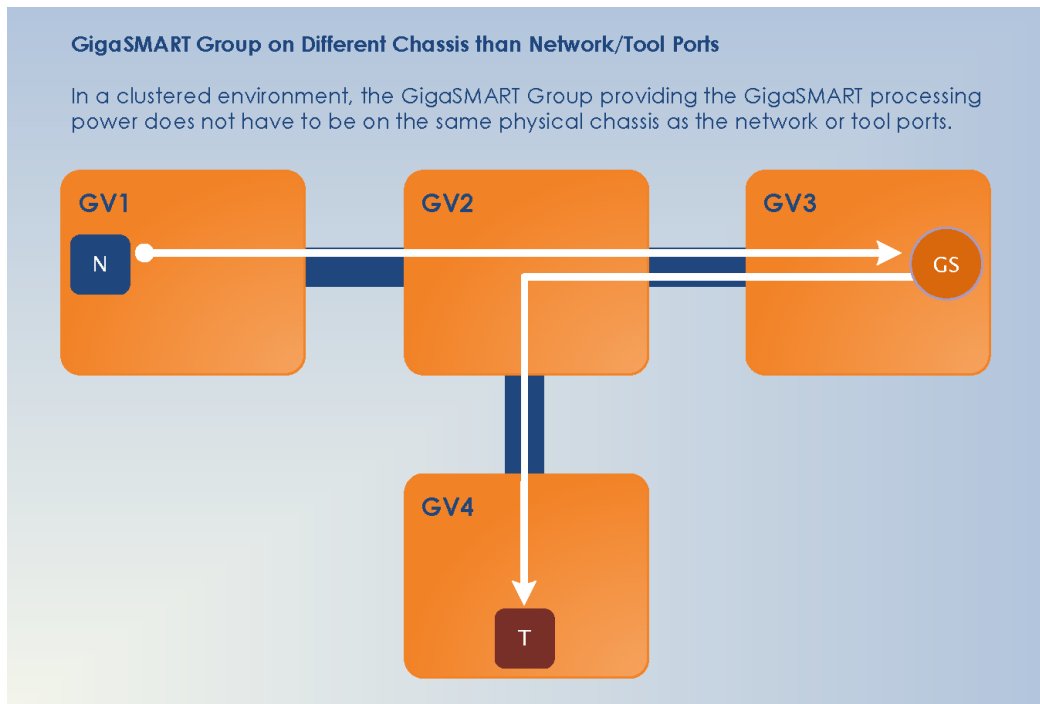 GigaSMART Group on Different Chassis than Network/Tool Ports
In a clustered environment, the GigaSMART Group providing the GigaSMART processing
power does not have to be on the same physical chassis as the network or tool ports.
GV1
GV2
GV3
N
GS
GV4
T